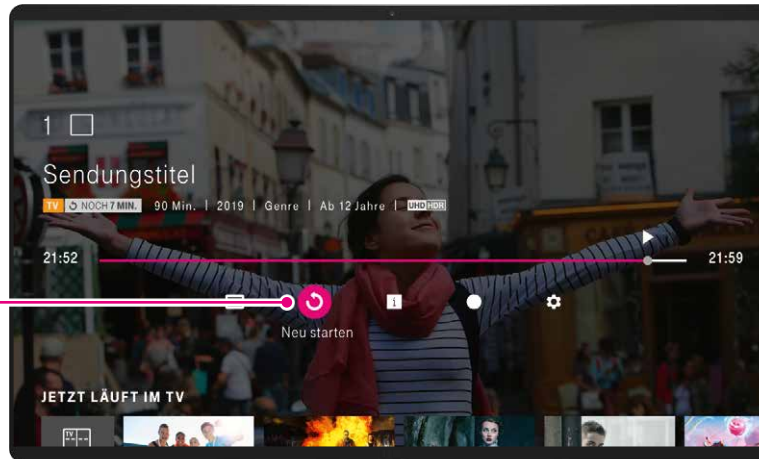 1
Sendungstitel
TV NOCH 7 MIN. 90 Min. | 2019 | Genre | Ab 12 Jahre | UHD HDR
21:52 21:59
i
Neu starten
JETZT LÄUFT IM TV
TV